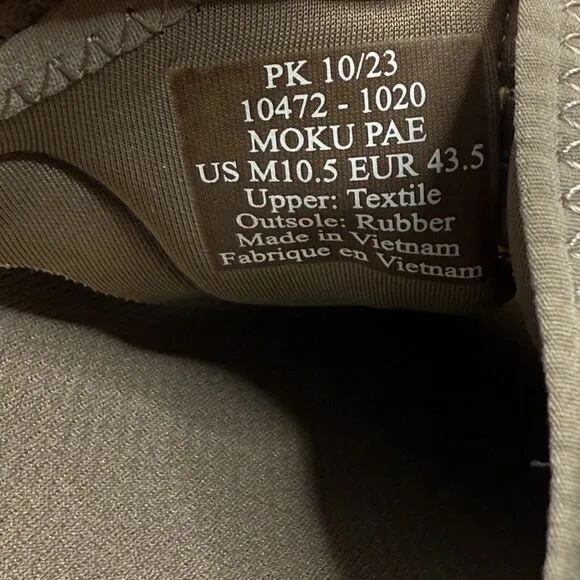 PK 10/23
10472 - 1020
MOKU PAE
US M10.5 EUR 43.5
Upper: Textile
Outsole: Rubber
Made in Vietnam
Fabrique en Vietnam